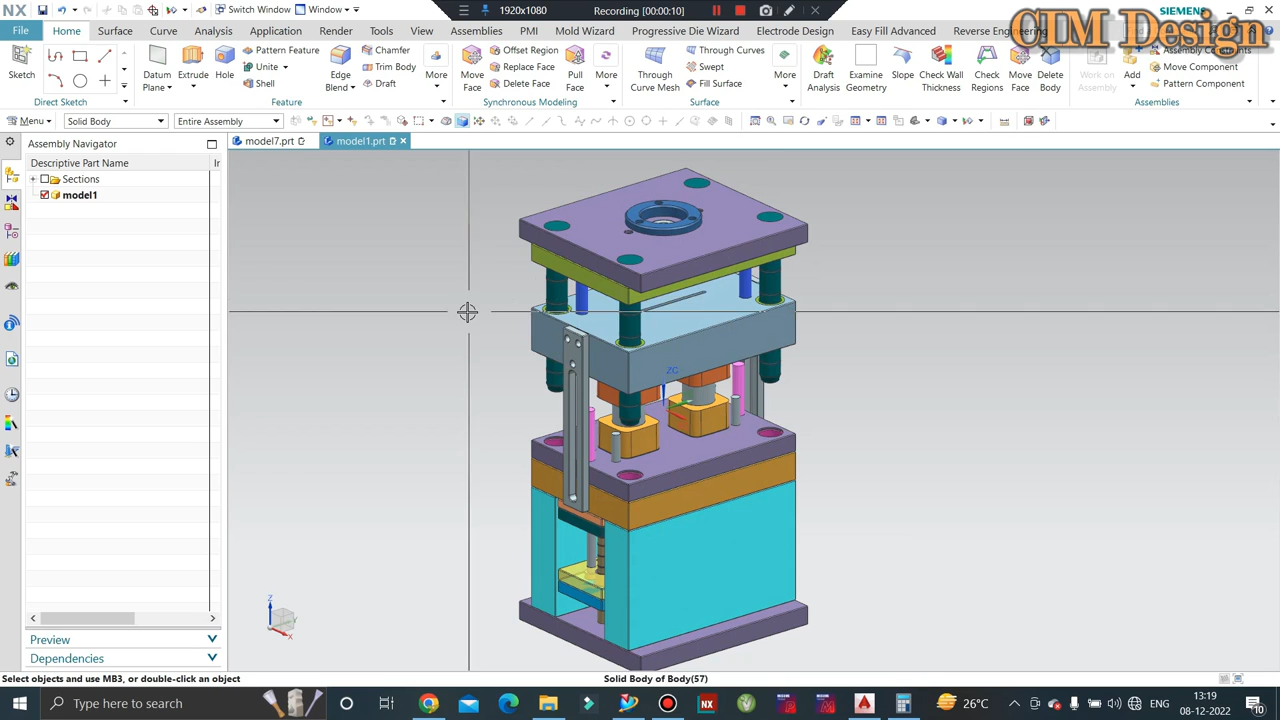 NX
Switch Window
Window
1920x1080
Recording [00:00:10]
SIEMENS
CIM Design
File
Home
Surface
Curve
Analysis
Application
Render
Tools
View
Assemblies
PMI
Mold Wizard
Progressive Die Wizard
Electrode Design
Easy Fill Advanced
Reverse Engineering
Sketch
Direct Sketch
Datum Plane
Extrude
Hole
Pattern Feature
Unite
Shell
Edge Blend
Chamfer
Trim Body
Draft
More
Feature
Move Face
Offset Region
Replace Face
Delete Face
Pull Face
More
Synchronous Modeling
Through Curve Mesh
Through Curves
Swept
Fill Surface
More
Surface
Draft Analysis
Examine Geometry
Slope
Check Wall Thickness
Check Regions
Move Face
Delete Body
Work on Assembly
Add
Assembly Constraints
Move Component
Pattern Component
Assemblies
Menu
Solid Body
Entire Assembly
Assembly Navigator
model7.prt
model1.prt
Descriptive Part Name
Ir
Sections
model1
ZC
Z
X
Preview
Dependencies
Select objects and use MB3, or double-click an object
Solid Body of Body(57)
Type here to search
NX
26°C
ENG
13:19
08-12-2022